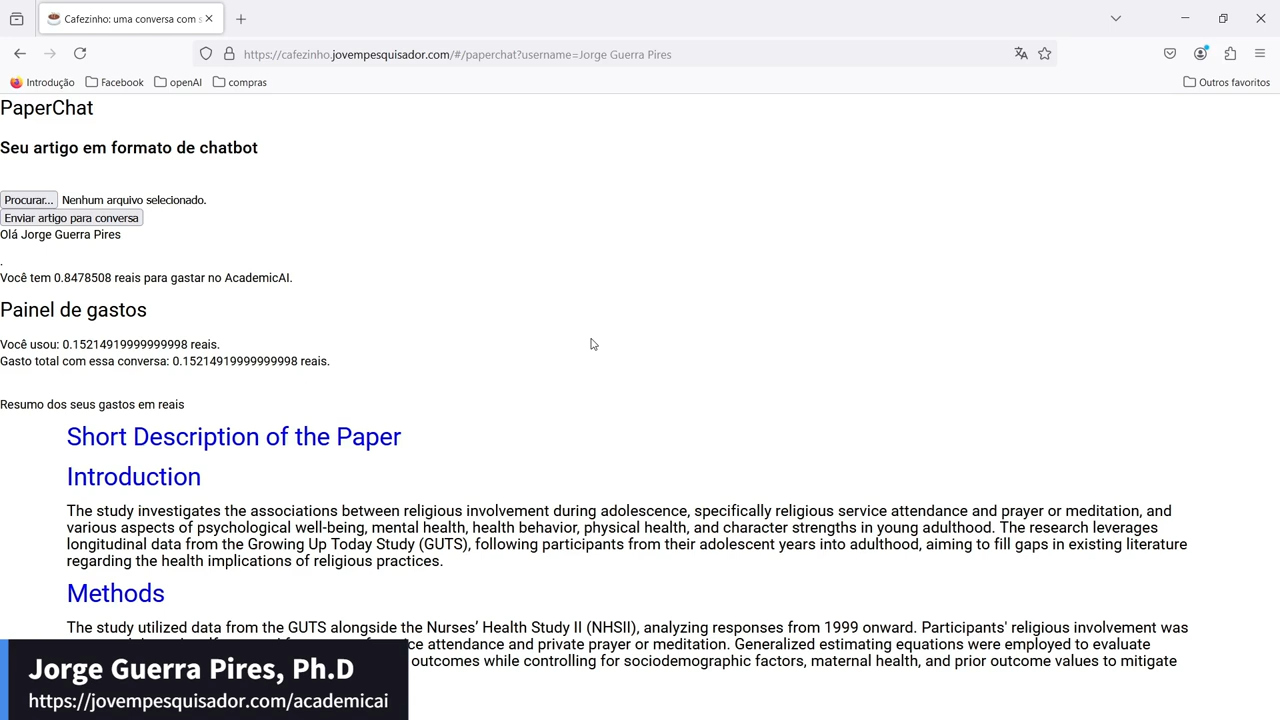 Cafezinho: uma conversa com s
https://cafezinho.jovempesquisador.com/#/paperchat?username=Jorge Guerra Pires
Introdução
Facebook
openAI
compras
Outros favoritos
PaperChat
Seu artigo em formato de chatbot
Procurar... Nenhum arquivo selecionado.
Enviar artigo para conversa
Olá Jorge Guerra Pires
.
Você tem 0.8478508 reais para gastar no AcademicAI.
Painel de gastos
Você usou: 0.15214919999999998 reais.
Gasto total com essa conversa: 0.15214919999999998 reais.
Resumo dos seus gastos em reais
Short Description of the Paper
Introduction
The study investigates the associations between religious involvement during adolescence, specifically religious service attendance and prayer or meditation, and
various aspects of psychological well-being, mental health, health behavior, physical health, and character strengths in young adulthood. The research leverages
longitudinal data from the Growing Up Today Study (GUTS), following participants from their adolescent years into adulthood, aiming to fill gaps in existing literature
regarding the health implications of religious practices.
Methods
The study utilized data from the GUTS alongside the Nurses’ Health Study II (NHSII), analyzing responses from 1999 onward. Participants' religious involvement was
attendance and private prayer or meditation. Generalized estimating equations were employed to evaluate
outcomes while controlling for sociodemographic factors, maternal health, and prior outcome values to mitigate
Jorge Guerra Pires, Ph.D
https://jovempesquisador.com/academicai